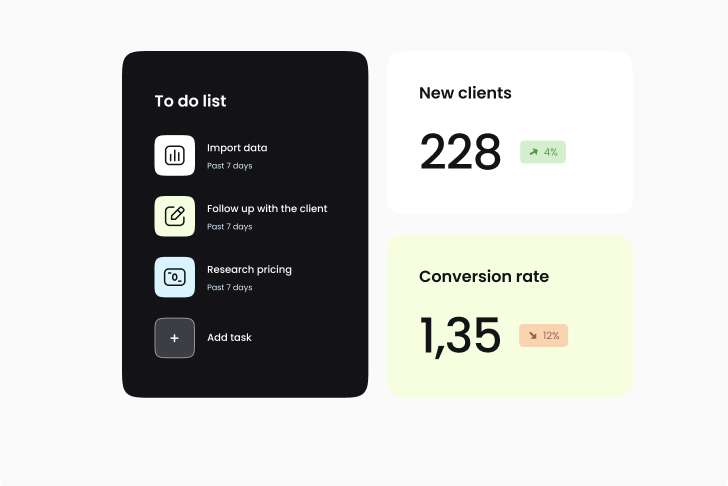 To do list
Import data
Past 7 days
Follow up with the client
Past 7 days
Research pricing
Past 7 days
Add task
New clients
228
4%
Conversion rate
1,35
12%